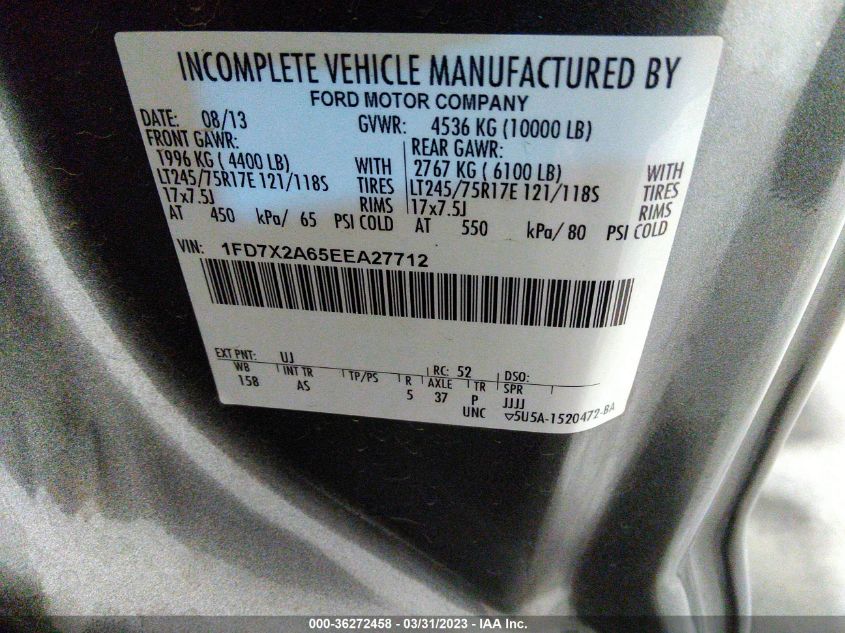 INCOMPLETE VEHICLE MANUFACTURED BY
FORD MOTOR COMPANY
DATE: 08/13 GVWR: 4536 KG (10000 LB)
FRONT GAWR: REAR GAWR:
T996 KG ( 4400 LB) WITH 2767 KG ( 6100 LB) WITH
LT245/75R17E 121/118S TIRES LT245/75R17E 121/118S TIRES
17x7.5J RIMS 17x7.5J RIMS
AT 450 kPa/ 65 PSI COLD AT 550 kPa/ 80 PSI COLD
VIN: 1FD7X2A65EEA27712
EXT PNT: UJ RC: 52 DSO:
WB INT TR TP/PS R AXLE TR SPR
158 AS 5 37 P JJJJ
UNC 5U5A-1520472-BA
000-36272458 - 03/31/2023 - IAA Inc.